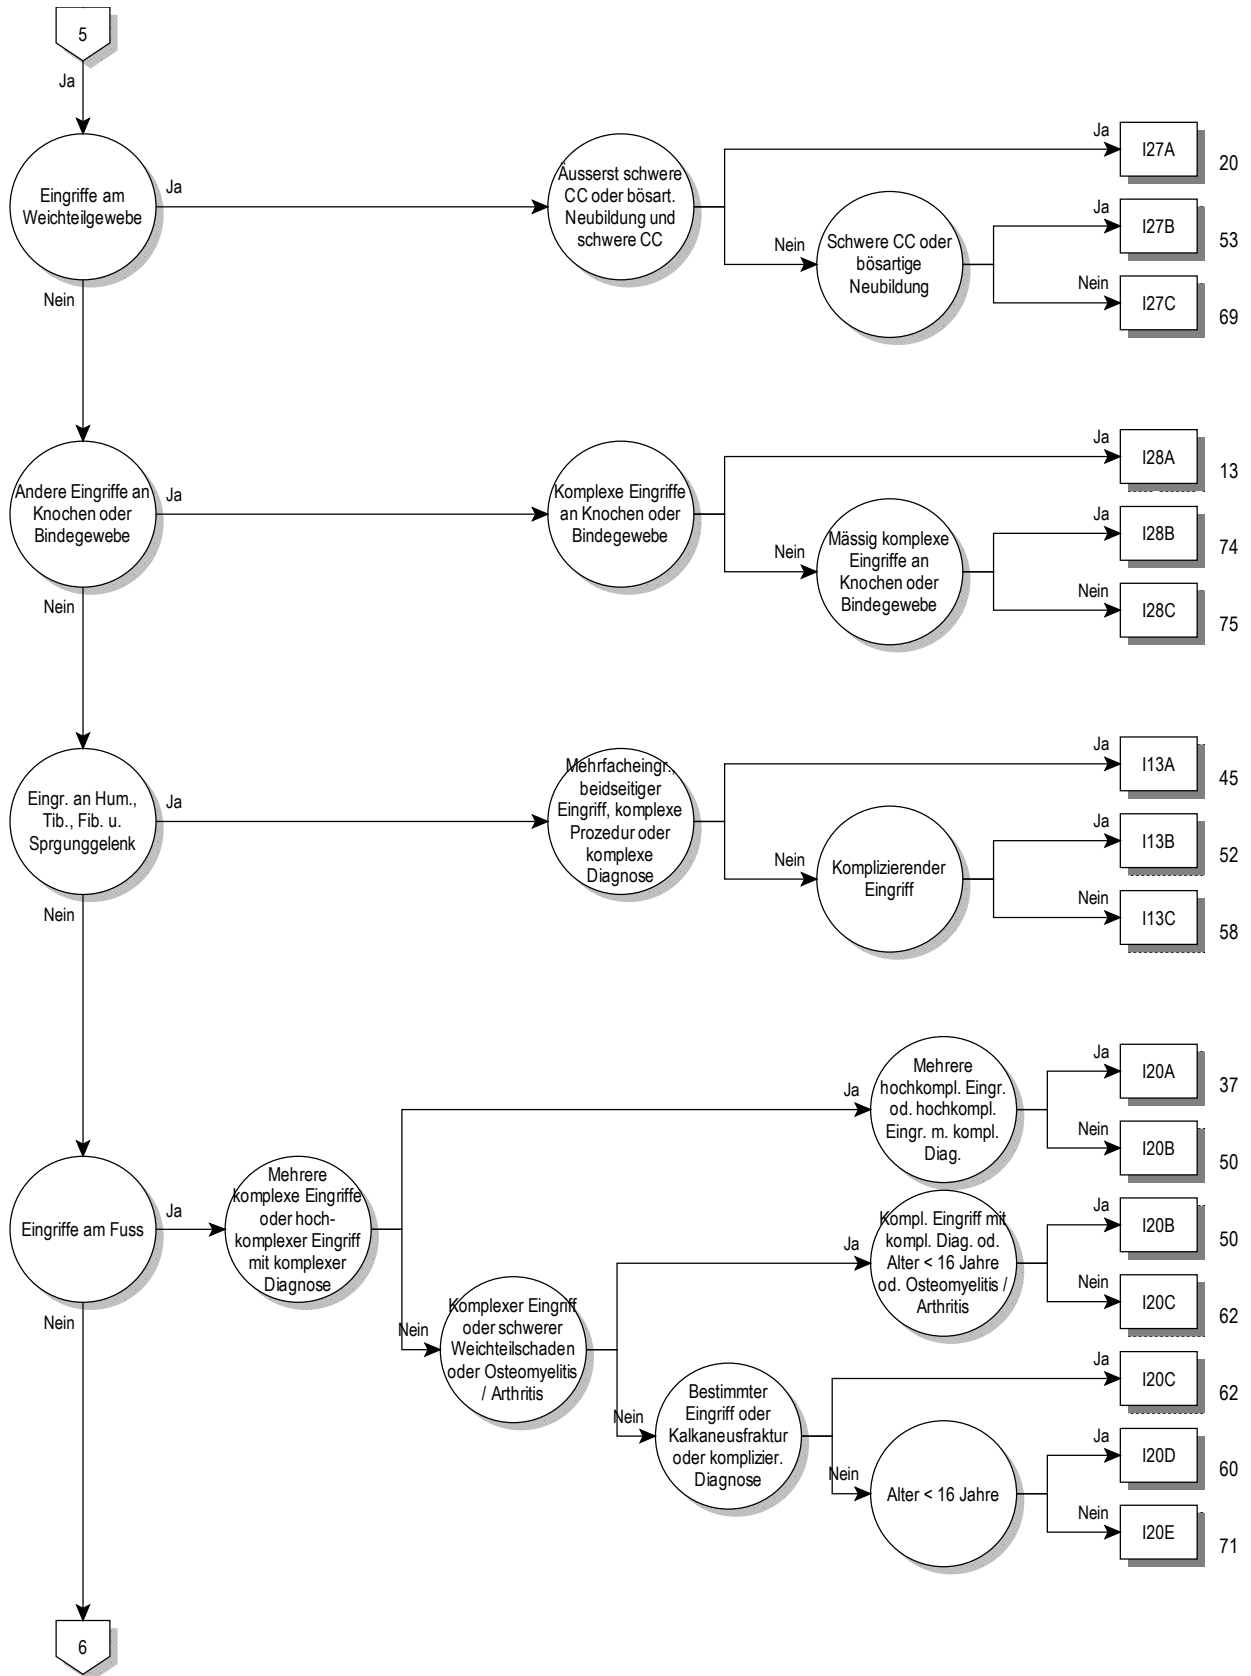 5
Ja
Eingriffe am
Weichteilgewebe
Ja
Äusserst schwere
CC oder bösart.
Neubildung und
schwere CC
Ja
I27A
20
Nein
Schwere CC oder
bösartige
Neubildung
Ja
I27B
53
Nein
I27C
69
Nein
Andere Eingriffe an
Knochen oder
Bindegewebe
Ja
Komplexe Eingriffe
an Knochen oder
Bindegewebe
Ja
I28A
13
Nein
Mässig komplexe
Eingriffe an
Knochen oder
Bindegewebe
Ja
I28B
74
Nein
I28C
75
Nein
Eingr. an Hum.,
Tib., Fib. u.
Sprgunggelenk
Ja
Mehrfacheingr.,
beidseitiger
Eingriff, komplexe
Prozedur oder
komplexe
Diagnose
Ja
I13A
45
Nein
Komplizierender
Eingriff
Ja
I13B
52
Nein
I13C
58
Nein
Eingriffe am Fuss
Ja
Mehrere
komplexe Eingriffe
oder hoch-
komplexer Eingriff
mit komplexer
Diagnose
Ja
Mehrere
hochkompl. Eingr.
od. hochkompl.
Eingr. m. kompl.
Diag.
Ja
I20A
37
Nein
I20B
50
Nein
Komplexer Eingriff
oder schwerer
Weichteilschaden
oder Osteomyelitis
/ Arthritis
Ja
Kompl. Eingriff mit
kompl. Diag. od.
Alter < 16 Jahre
od. Osteomyelitis /
Arthritis
Ja
I20B
50
Nein
I20C
62
Nein
Bestimmter
Eingriff oder
Kalkaneusfraktur
oder komplizier.
Diagnose
Ja
I20C
62
Nein
Alter < 16 Jahre
Ja
I20D
60
Nein
I20E
71
Nein
6